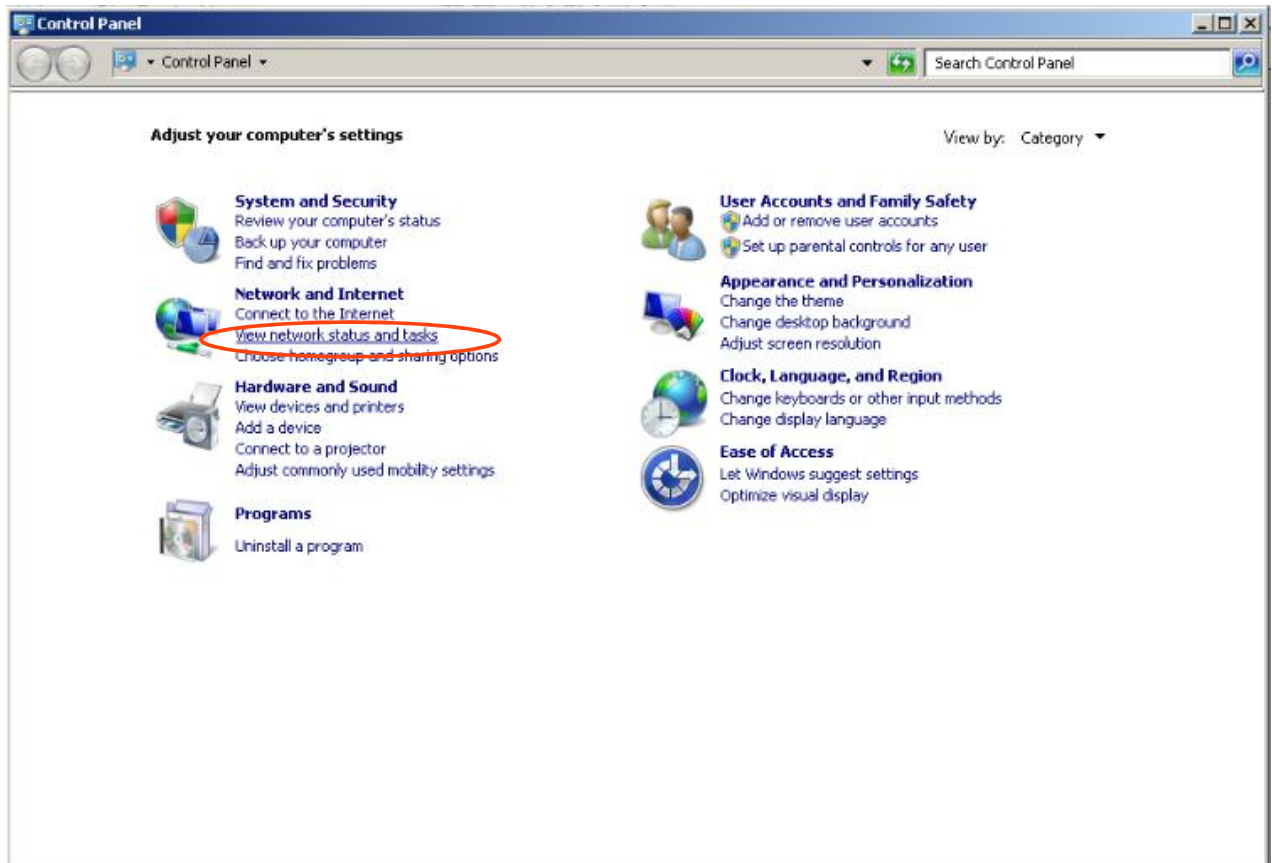 Control Panel
Control Panel
Search Control Panel
Adjust your computer's settings
View by: Category
System and Security
Review your computer's status
Back up your computer
Find and fix problems
Network and Internet
Connect to the Internet
View network status and tasks
Choose homegroup and sharing options
Hardware and Sound
View devices and printers
Add a device
Connect to a projector
Adjust commonly used mobility settings
Programs
Uninstall a program
User Accounts and Family Safety
Add or remove user accounts
Set up parental controls for any user
Appearance and Personalization
Change the theme
Change desktop background
Adjust screen resolution
Clock, Language, and Region
Change keyboards or other input methods
Change display language
Ease of Access
Let Windows suggest settings
Optimize visual display